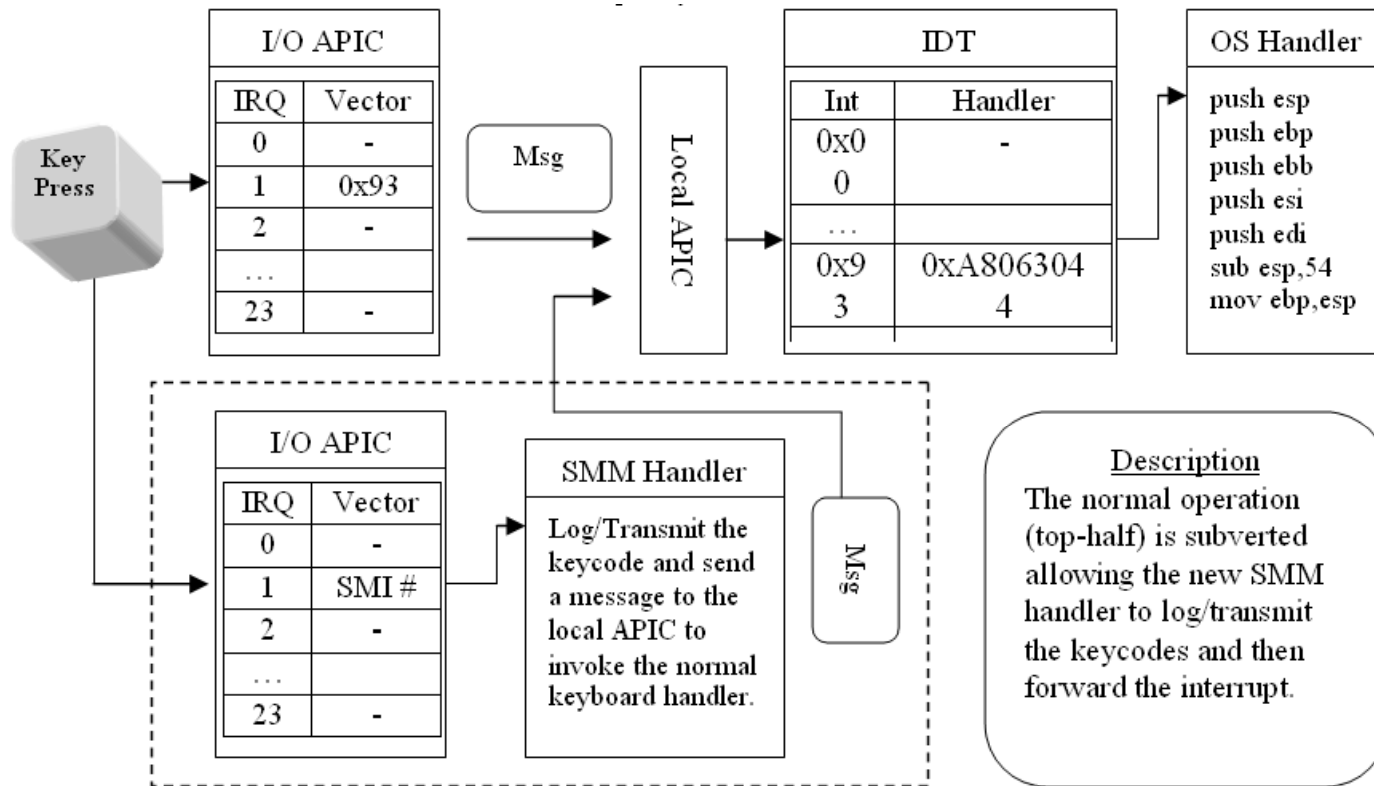 I/O APIC
IRQ Vector
0 -
1 0x93
2 -
…
23 -
Key
Press
Msg
Local APIC
IDT
Int Handler
0x0 -
0
…
0x9 0xA806304
3 4
OS Handler
push esp
push ebp
push ebb
push esi
push edi
sub esp,54
mov ebp,esp
I/O APIC
IRQ Vector
0 -
1 SMI #
2 -
…
23 -
SMM Handler
Log/Transmit the
keycode and send
a message to the
local APIC to
invoke the normal
keyboard handler.
Msg
Description
The normal operation
(top-half) is subverted
allowing the new SMM
handler to log/transmit
the keycodes and then
forward the interrupt.